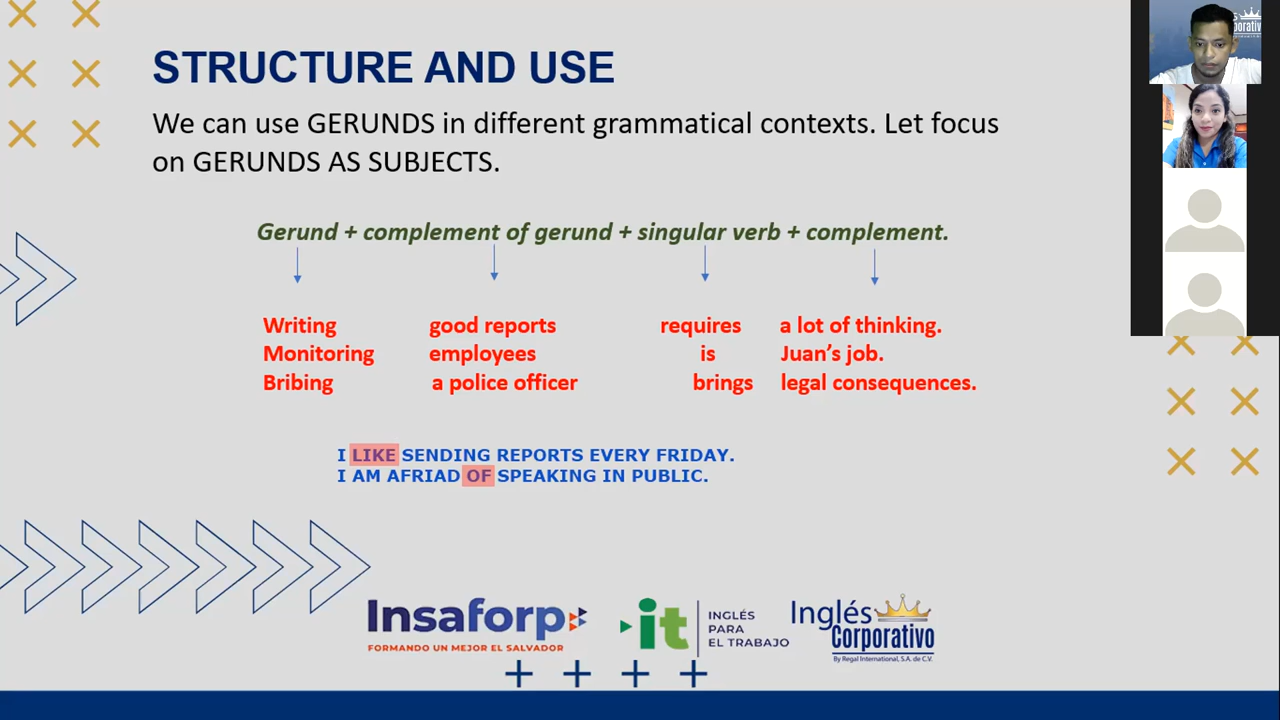 STRUCTURE AND USE
We can use GERUNDS in different grammatical contexts. Let focus
on GERUNDS AS SUBJECTS.
Gerund + complement of gerund + singular verb + complement.
Writing good reports requires a lot of thinking.
Monitoring employees is Juan's job.
Bribing a police officer brings legal consequences.
I LIKE SENDING REPORTS EVERY FRIDAY.
I AM AFRIAD OF SPEAKING IN PUBLIC.
Insaforp
FORMANDO UN MEJOR EL SALVADOR
it
INGLÉS
PARA
EL TRABAJO
Inglés
Corporativo
By Regal International, S.A. de C.V.